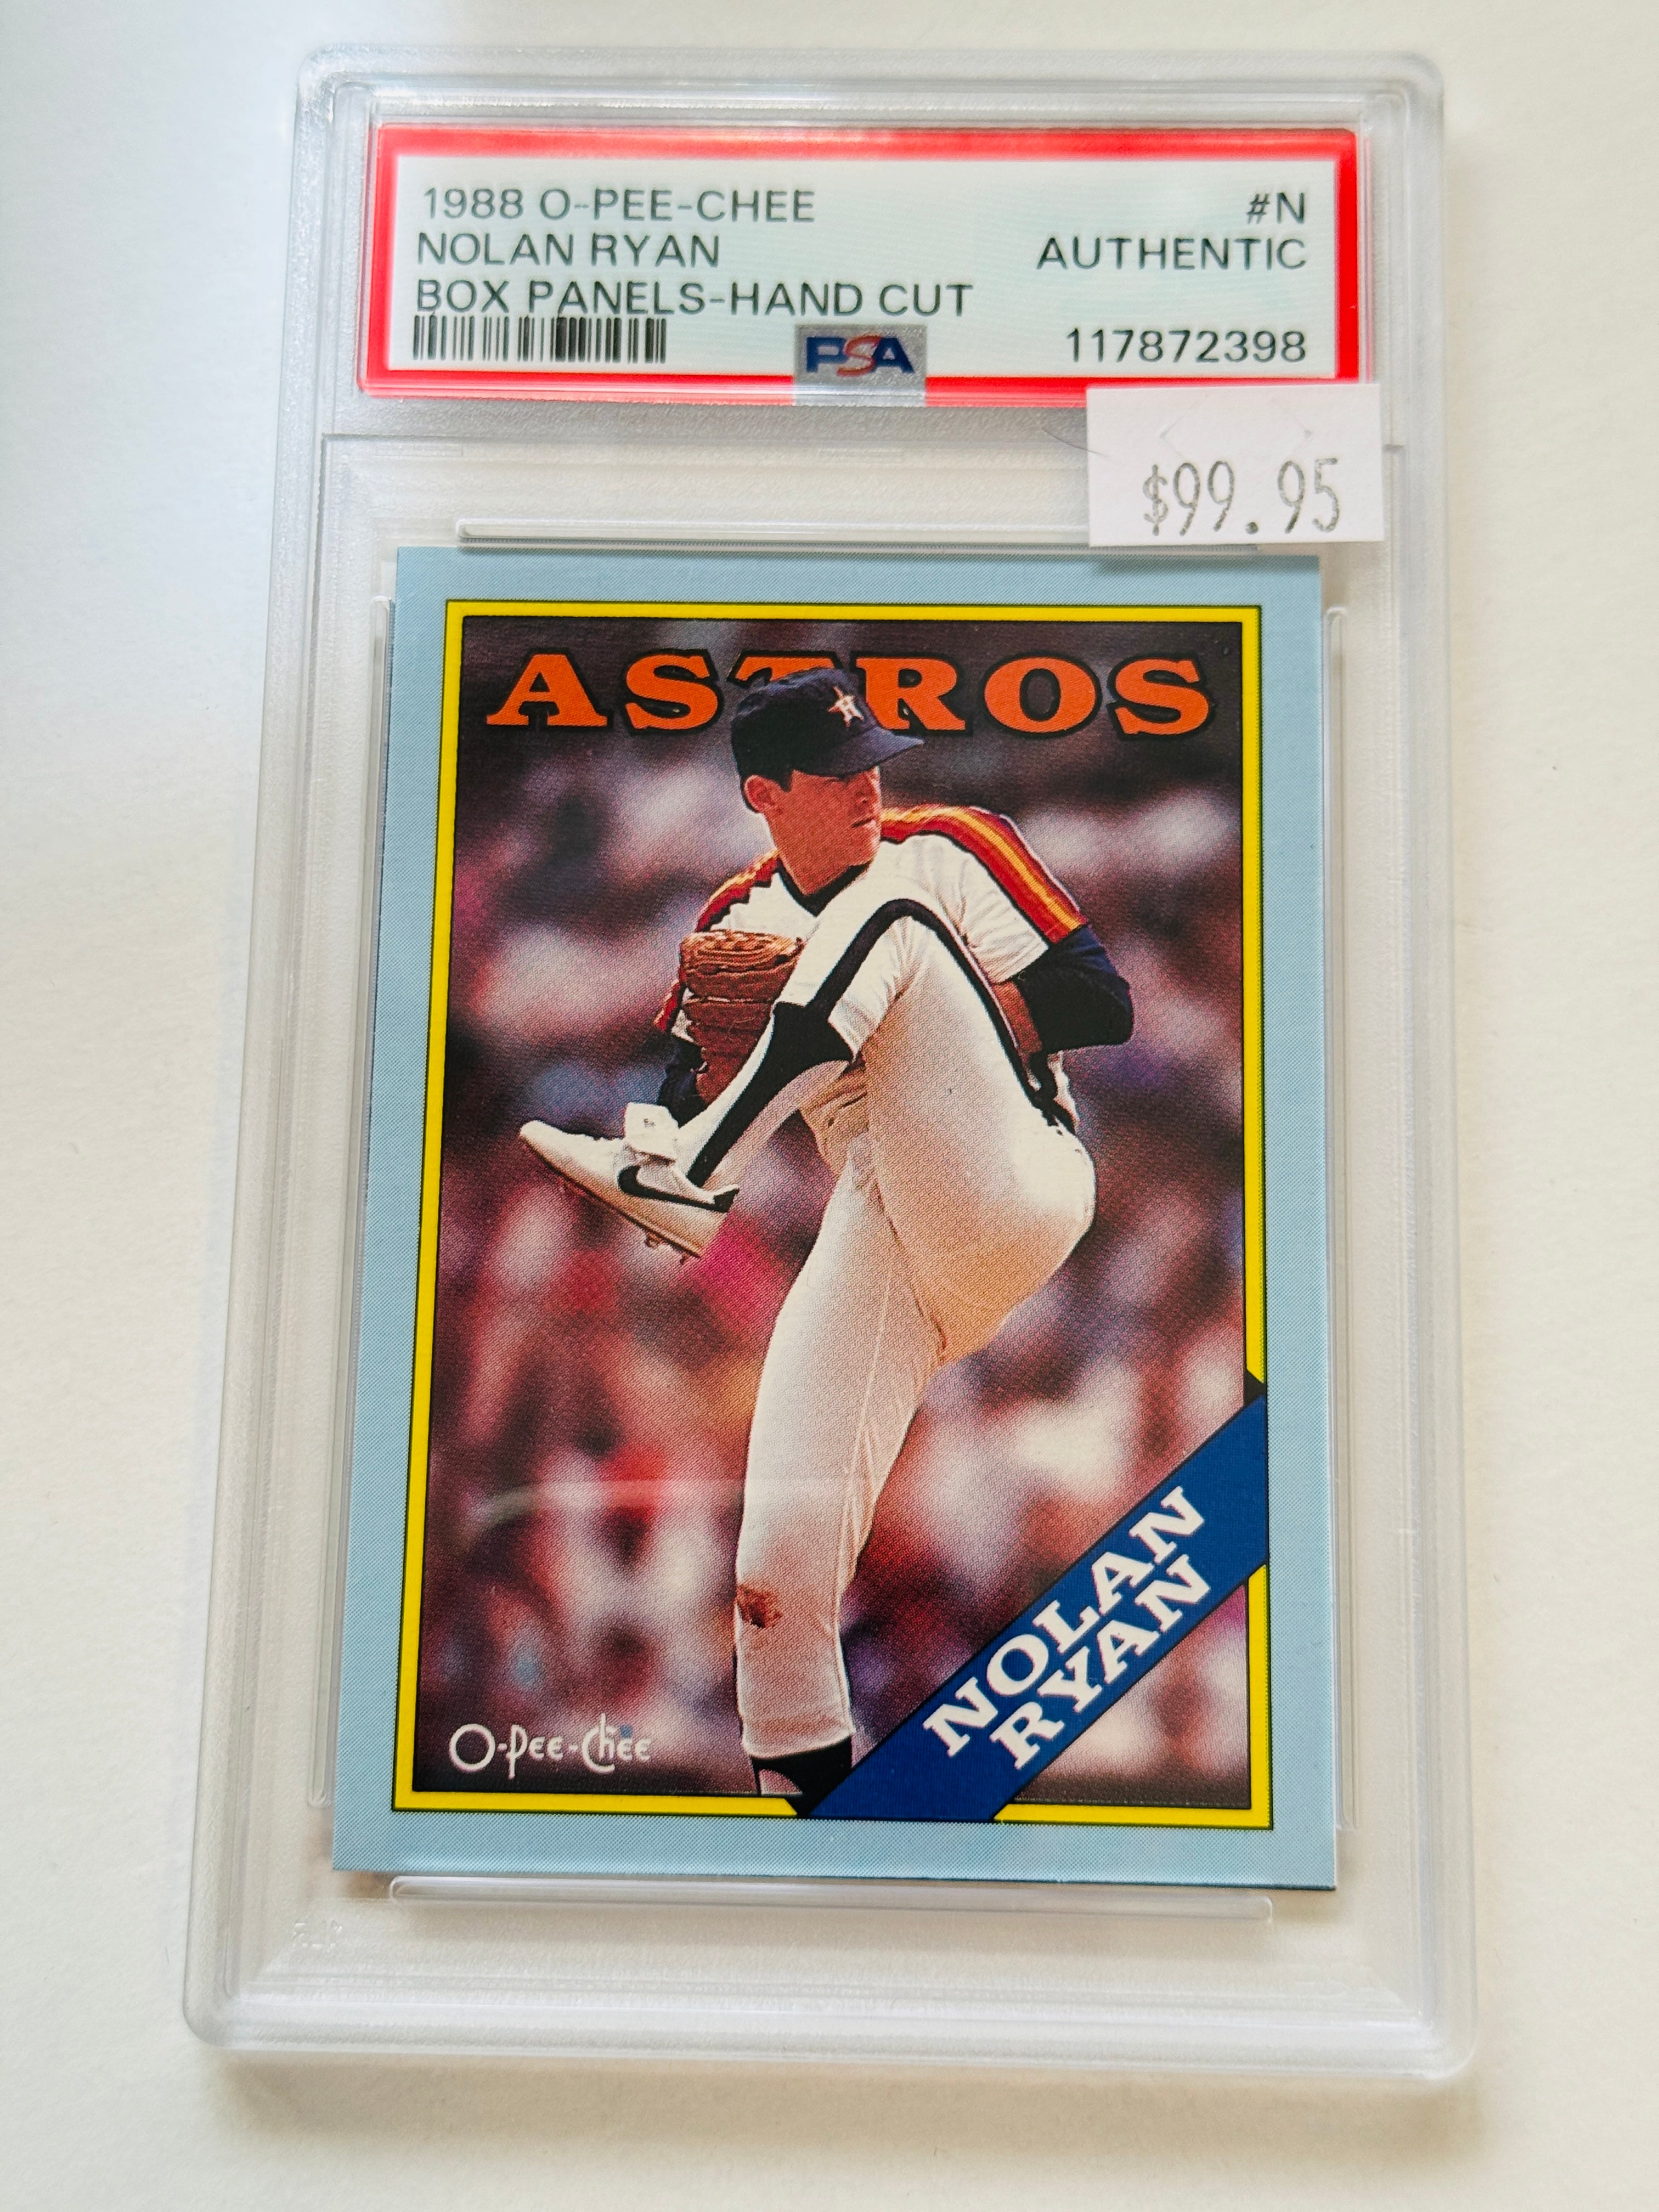 1988 O-PEE-CHEE #N
NOLAN RYAN AUTHENTIC
BOX PANELS-HAND CUT
PSA 117872398
$99.95
ASTROS
H
NOLAN
RYAN
O-Pee-Chee